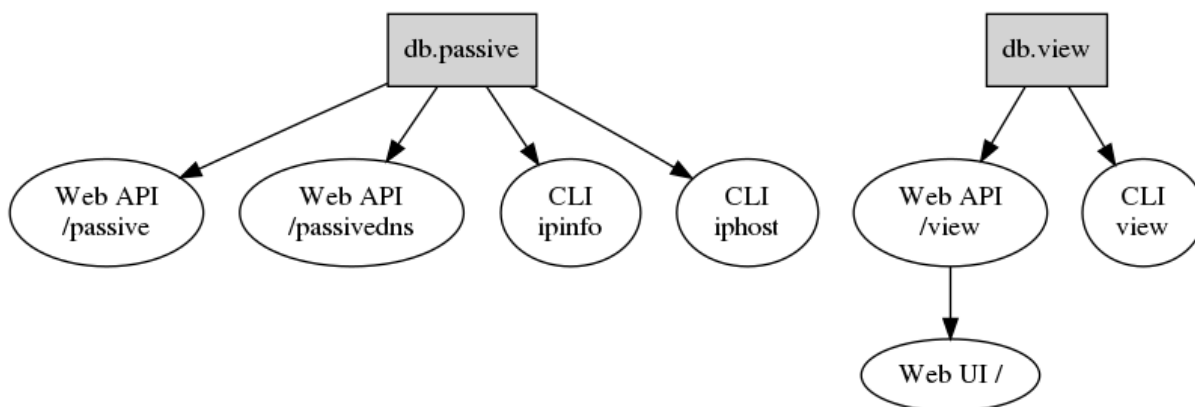 db.passive
db.view
Web API
/passive
Web API
/passivedns
CLI
ipinfo
CLI
iphost
Web API
/view
CLI
view
Web UI /